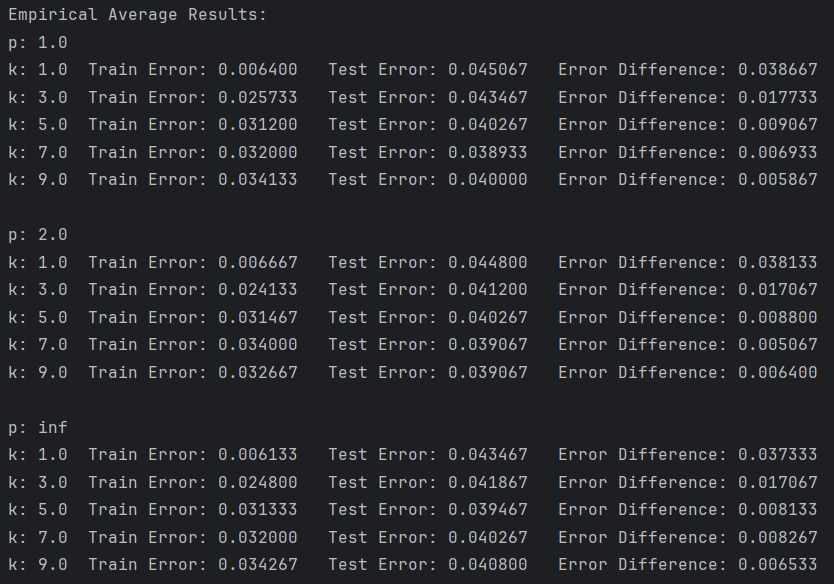 Empirical Average Results:
p: 1.0
k: 1.0  Train Error: 0.006400   Test Error: 0.045067   Error Difference: 0.038667
k: 3.0  Train Error: 0.025733   Test Error: 0.043467   Error Difference: 0.017733
k: 5.0  Train Error: 0.031200   Test Error: 0.040267   Error Difference: 0.009067
k: 7.0  Train Error: 0.032000   Test Error: 0.038933   Error Difference: 0.006933
k: 9.0  Train Error: 0.034133   Test Error: 0.040000   Error Difference: 0.005867

p: 2.0
k: 1.0  Train Error: 0.006667   Test Error: 0.044800   Error Difference: 0.038133
k: 3.0  Train Error: 0.024133   Test Error: 0.041200   Error Difference: 0.017067
k: 5.0  Train Error: 0.031467   Test Error: 0.040267   Error Difference: 0.008800
k: 7.0  Train Error: 0.034000   Test Error: 0.039067   Error Difference: 0.005067
k: 9.0  Train Error: 0.032667   Test Error: 0.039067   Error Difference: 0.006400

p: inf
k: 1.0  Train Error: 0.006133   Test Error: 0.043467   Error Difference: 0.037333
k: 3.0  Train Error: 0.024800   Test Error: 0.041867   Error Difference: 0.017067
k: 5.0  Train Error: 0.031333   Test Error: 0.039467   Error Difference: 0.008133
k: 7.0  Train Error: 0.032000   Test Error: 0.040267   Error Difference: 0.008267
k: 9.0  Train Error: 0.034267   Test Error: 0.040800   Error Difference: 0.006533